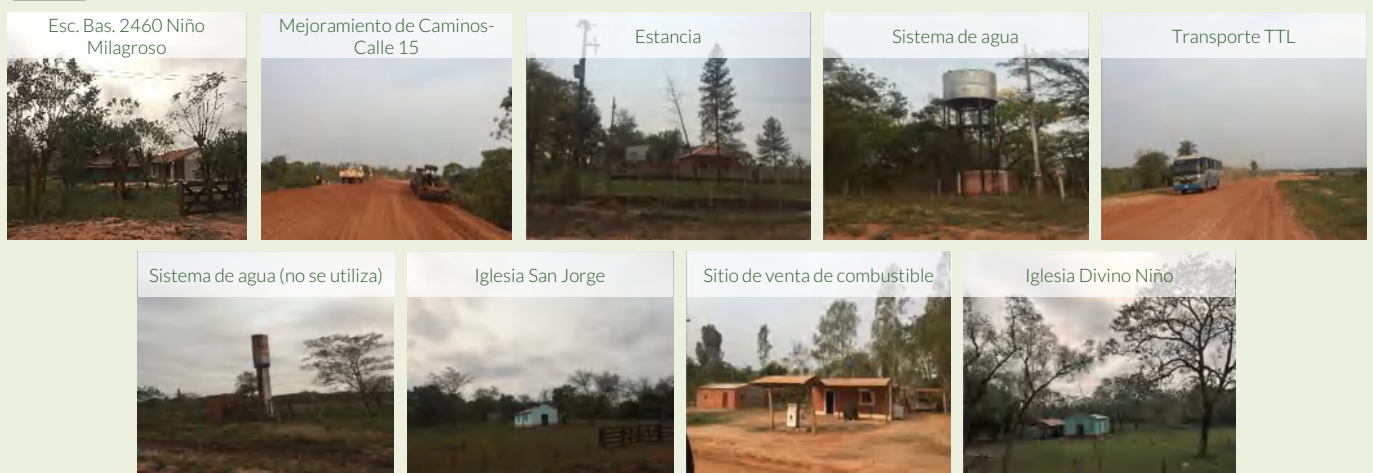 Esc. Bas. 2460 Niño
Milagroso
Mejoramiento de Caminos-
Calle 15
Estancia
Sistema de agua
Transporte TTL
Sistema de agua (no se utiliza)
Iglesia San Jorge
Sitio de venta de combustible
Iglesia Divino Niño